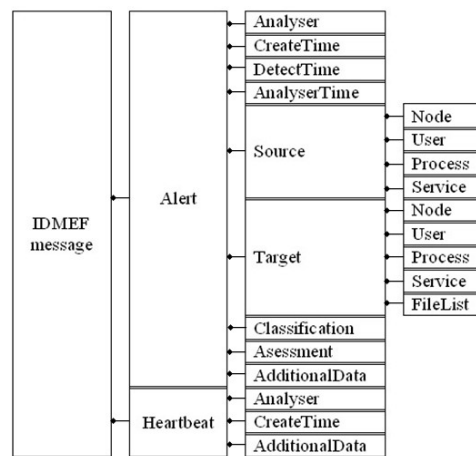 IDMEF
message
Alert
Analyser
CreateTime
DetectTime
AnalyserTime
Source
Node
User
Process
Service
Target
Node
User
Process
Service
FileList
Classification
Asessment
AdditionalData
Heartbeat
Analyser
CreateTime
AdditionalData